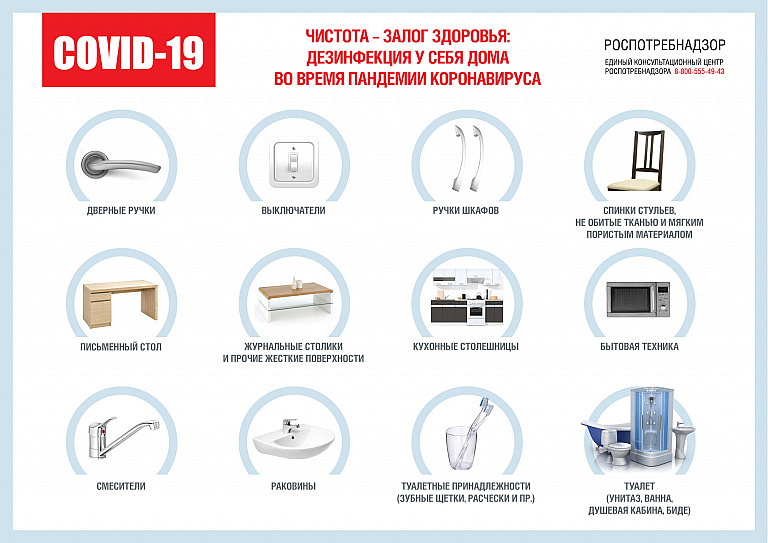 COVID-19
ЧИСТОТА – ЗАЛОГ ЗДОРОВЬЯ:
ДЕЗИНФЕКЦИЯ У СЕБЯ ДОМА
ВО ВРЕМЯ ПАНДЕМИИ КОРОНАВИРУСА
РОСПОТРЕБНАДЗОР
ЕДИНЫЙ КОНСУЛЬТАЦИОННЫЙ ЦЕНТР
РОСПОТРЕБНАДЗОРА 8-800-555-49-43
ДВЕРНЫЕ РУЧКИ
ВЫКЛЮЧАТЕЛИ
РУЧКИ ШКАФОВ
СПИНКИ СТУЛЬЕВ,
НЕ ОБИТЫЕ ТКАНЬЮ И МЯГКИМ
ПОРИСТЫМ МАТЕРИАЛОМ
ПИСЬМЕННЫЙ СТОЛ
ЖУРНАЛЬНЫЕ СТОЛИКИ
И ПРОЧИЕ ЖЕСТКИЕ ПОВЕРХНОСТИ
КУХОННЫЕ СТОЛЕШНИЦЫ
БЫТОВАЯ ТЕХНИКА
СМЕСИТЕЛИ
РАКОВИНЫ
ТУАЛЕТНЫЕ ПРИНАДЛЕЖНОСТИ
(ЗУБНЫЕ ЩЕТКИ, РАСЧЕСКИ И ПР.)
ТУАЛЕТ
(УНИТАЗ, ВАННА,
ДУШЕВАЯ КАБИНА, БИДЕ)